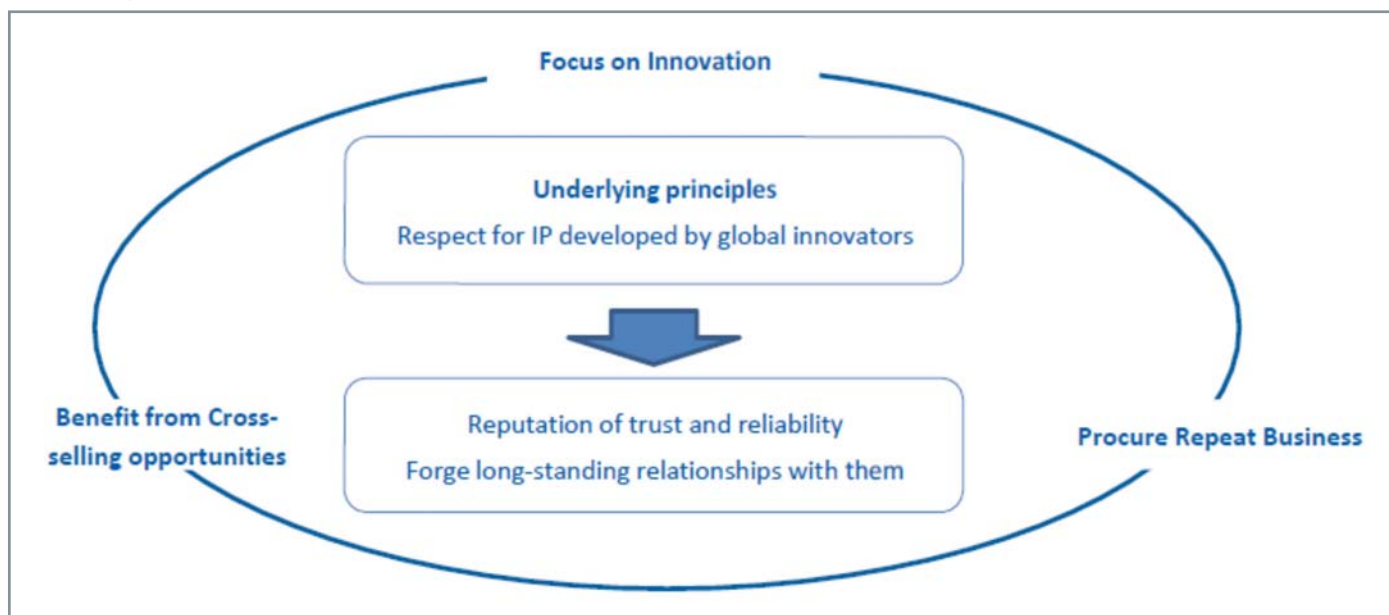 Focus on Innovation
Underlying principles
Respect for IP developed by global innovators
Reputation of trust and reliability
Forge long-standing relationships with them
Benefit from Cross-
selling opportunities
Procure Repeat Business